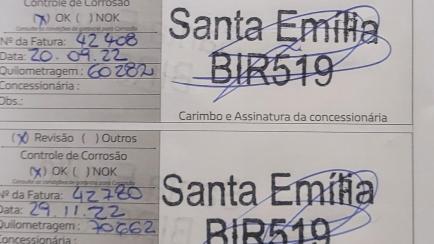 Controle de Corrosão
(X) OK ( ) NOK
Nº da Fatura: 42408
Data: 20.09.22
Quilometragem: 60282
Concessionária:
Obs.:
Santa Emília
BIR519
Carimbo e Assinatura da concessionária
(X) Revisão ( ) Outros
Controle de Corrosão
(X) OK ( ) NOK
Nº da Fatura: 42780
Data: 29.11.22
Quilometragem: 70662
Concessionária:
Santa Emília
BIR519